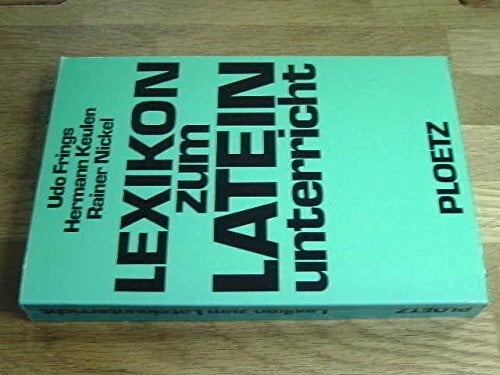 Udo Frings
Hermann Keulen
Rainer Nickel
LEXIKON
zum
LATEIN
unterricht
PLOETZ
Lexikon zum Lateinunterricht
PLOETZ